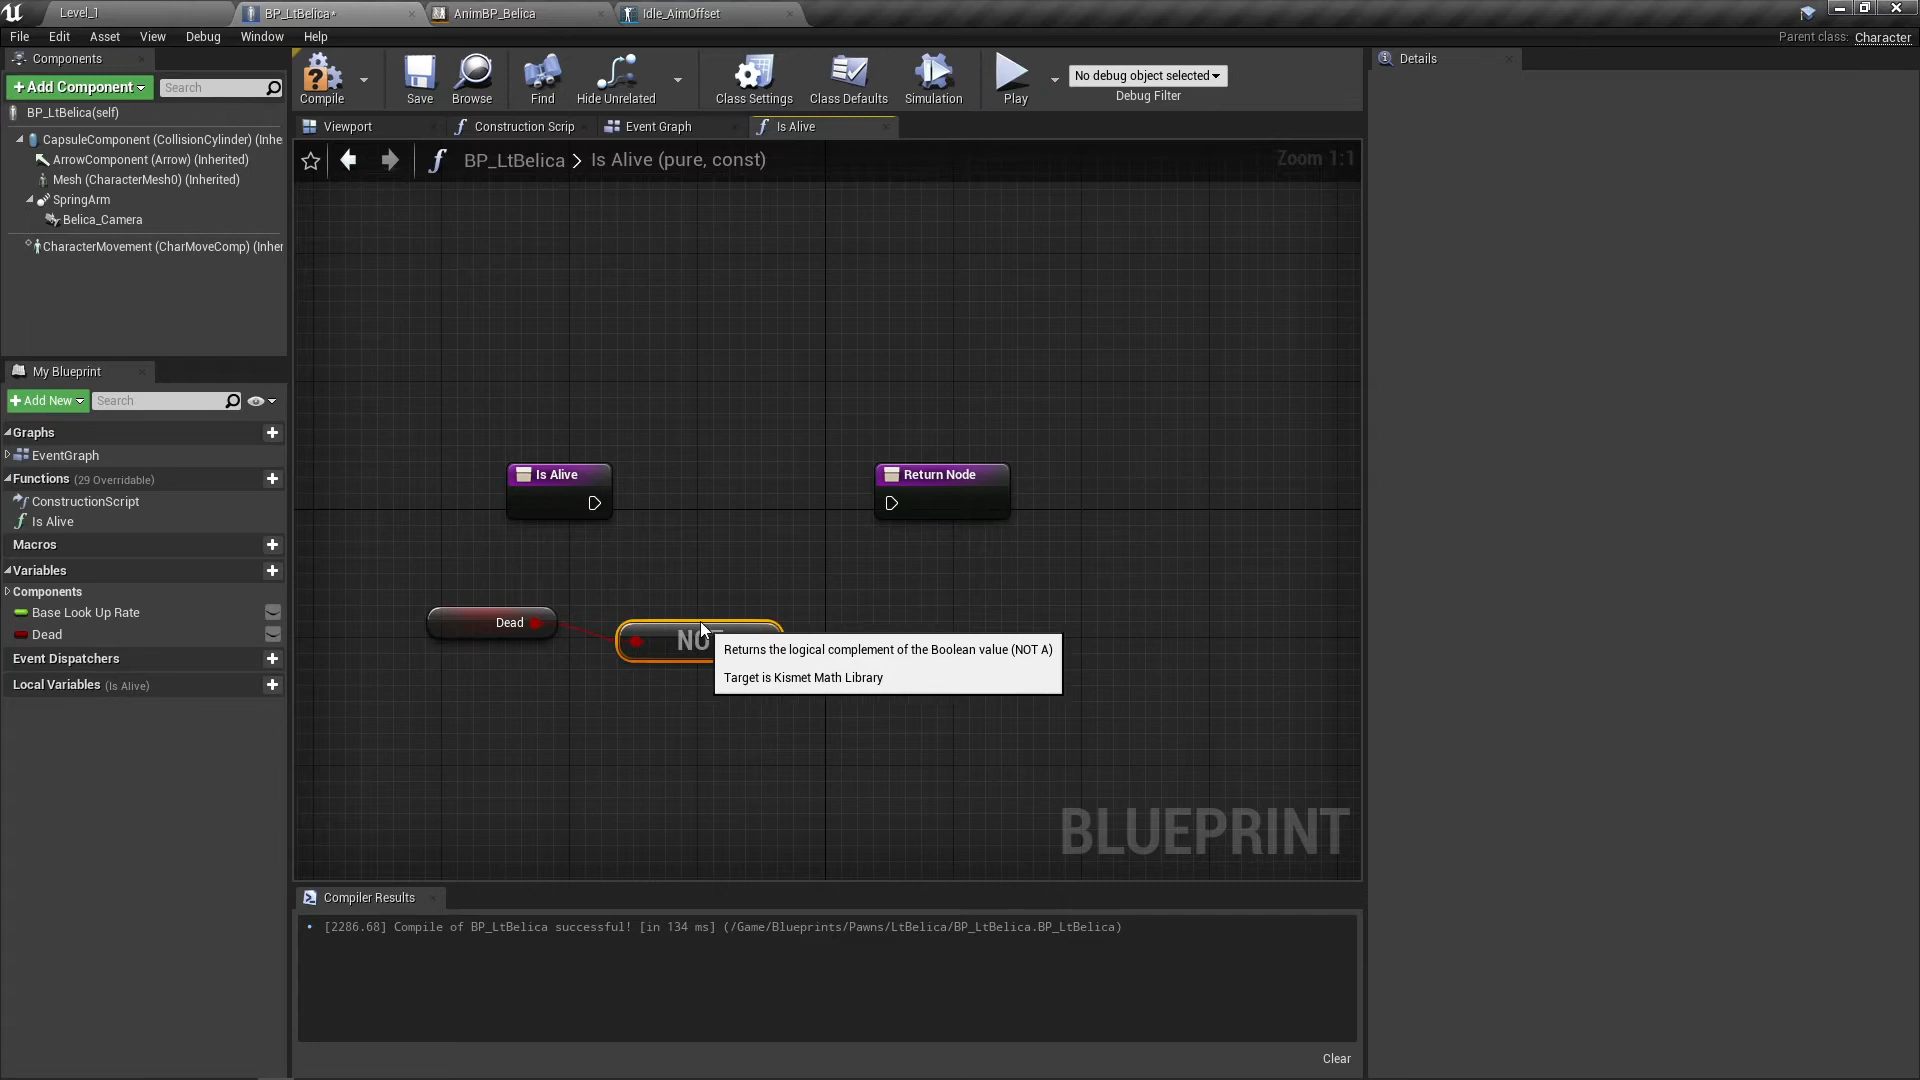 Level_1
BP_LtBelica*
AnimBP_Belica
Idle_AimOffset
File Edit Asset View Debug Window Help
Parent class: Character
Components
+Add Component
Search
BP_LtBelica(self)
CapsuleComponent (CollisionCylinder) (Inhe
ArrowComponent (Arrow) (Inherited)
Mesh (CharacterMesh0) (Inherited)
SpringArm
Belica_Camera
CharacterMovement (CharMoveComp) (Inher
My Blueprint
+Add New
Search
Graphs
EventGraph
Functions (29 Overridable)
ConstructionScript
Is Alive
Macros
Variables
Components
Base Look Up Rate
Dead
Event Dispatchers
Local Variables (Is Alive)
Compile
Save
Browse
Find
Hide Unrelated
Class Settings
Class Defaults
Simulation
Play
No debug object selected
Debug Filter
Viewport
Construction Scrip
Event Graph
Is Alive
BP_LtBelica > Is Alive (pure, const)
Zoom 1:1
Is Alive
Return Node
Dead
NOT
Returns the logical complement of the Boolean value (NOT A)
Target is Kismet Math Library
BLUEPRINT
Compiler Results
[2286.68] Compile of BP_LtBelica successful! [in 134 ms] (/Game/Blueprints/Pawns/LtBelica/BP_LtBelica.BP_LtBelica)
Clear
Details